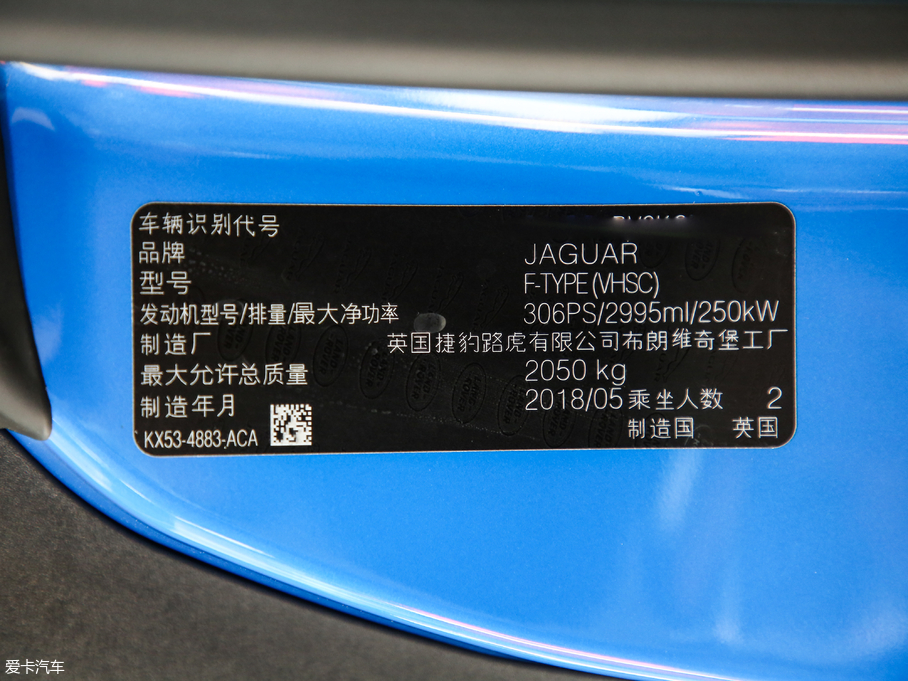 车辆识别代号
品牌 JAGUAR
型号 F-TYPE(VHSC)
发动机型号/排量/最大净功率 306PS/2995ml/250kW
制造厂 英国捷豹路虎有限公司布朗维奇堡工厂
最大允许总质量 2050 kg
制造年月 2018/05 乘坐人数 2
KX53-4883-ACA 制造国 英国
爱卡汽车